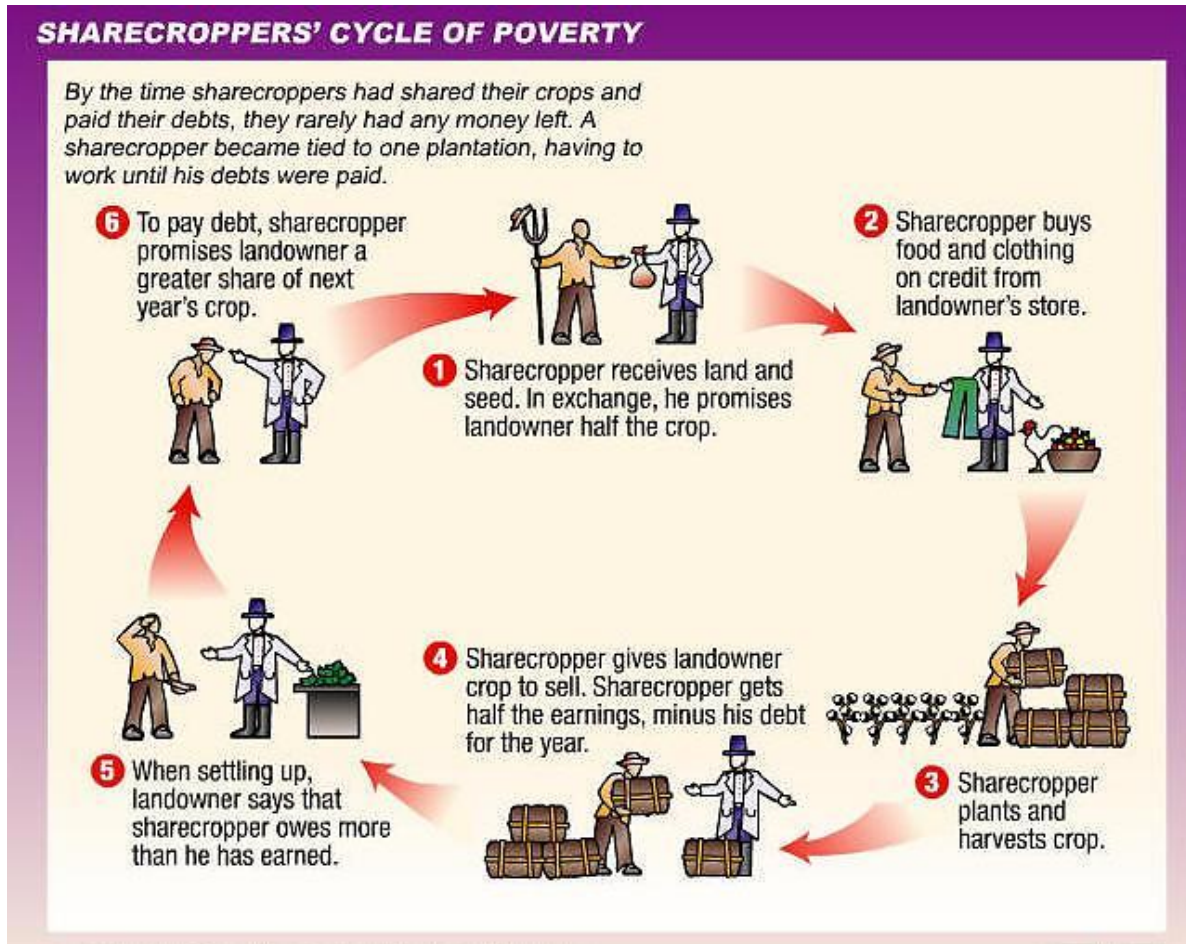 SHARECROPPERS' CYCLE OF POVERTY
By the time sharecroppers had shared their crops and
paid their debts, they rarely had any money left. A
sharecropper became tied to one plantation, having to
work until his debts were paid.
1 Sharecropper receives land and
seed. In exchange, he promises
landowner half the crop.
2 Sharecropper buys
food and clothing
on credit from
landowner's store.
3 Sharecropper
plants and
harvests crop.
4 Sharecropper gives landowner
crop to sell. Sharecropper gets
half the earnings, minus his debt
for the year.
5 When settling up,
landowner says that
sharecropper owes more
than he has earned.
6 To pay debt, sharecropper
promises landowner a
greater share of next
year's crop.